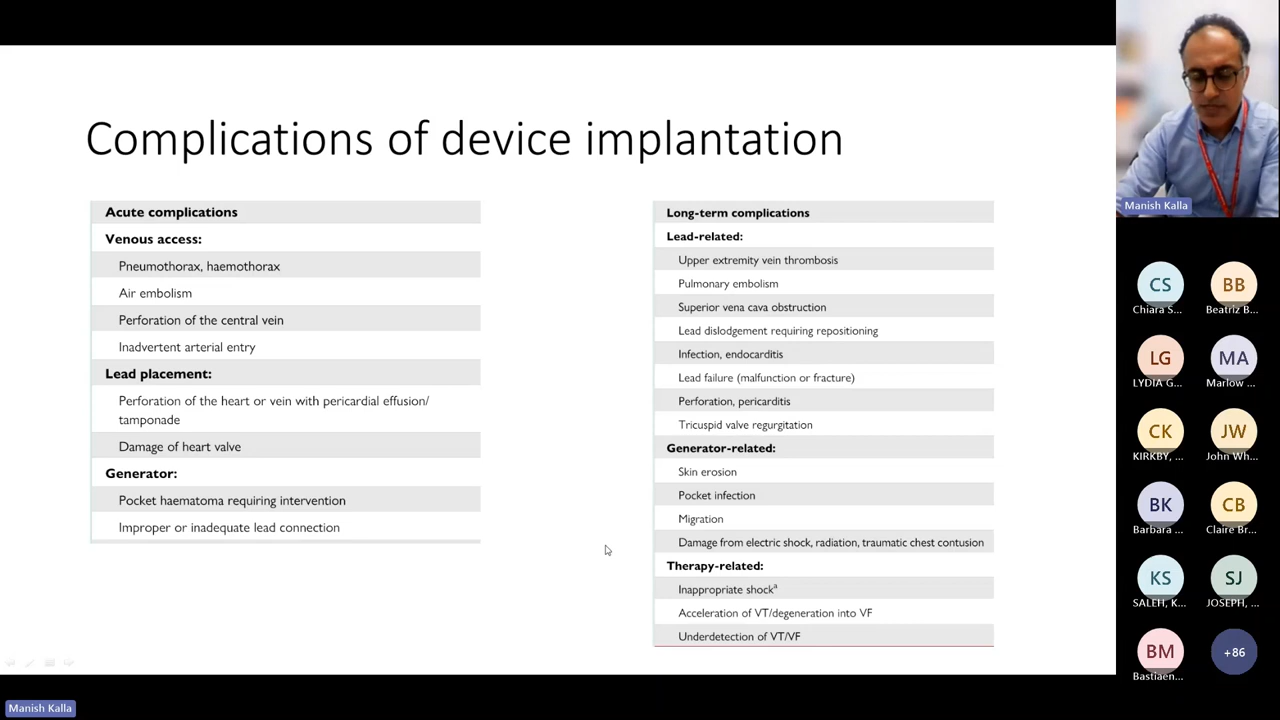 Complications of device implantation
Acute complications
Venous access:
Pneumothorax, haemothorax
Air embolism
Perforation of the central vein
Inadvertent arterial entry
Lead placement:
Perforation of the heart or vein with pericardial effusion/
tamponade
Damage of heart valve
Generator:
Pocket haematoma requiring intervention
Improper or inadequate lead connection
Long-term complications
Lead-related:
Upper extremity vein thrombosis
Pulmonary embolism
Superior vena cava obstruction
Lead dislodgement requiring repositioning
Infection, endocarditis
Lead failure (malfunction or fracture)
Perforation, pericarditis
Tricuspid valve regurgitation
Generator-related:
Skin erosion
Pocket infection
Migration
Damage from electric shock, radiation, traumatic chest contusion
Therapy-related:
Inappropriate shockᵃ
Acceleration of VT/degeneration into VF
Underdetection of VT/VF
Manish Kalla
CS
Chiara S...
BB
Beatriz B...
LG
LYDIA G...
MA
Marlow ...
CK
KIRKBY, ...
JW
John Wh...
BK
Barbara ...
CB
Claire Br...
KS
SALEH, K...
SJ
JOSEPH, ...
BM
Bastiaen...
+86
Manish Kalla